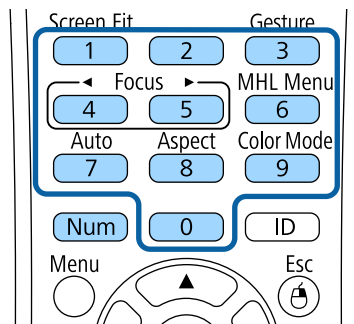 Screen Fit Gesture
1 2 3
◄ Focus ► MHL Menu
4 5 6
Auto Aspect Color Mode
7 8 9
Num 0 ID
Menu Esc